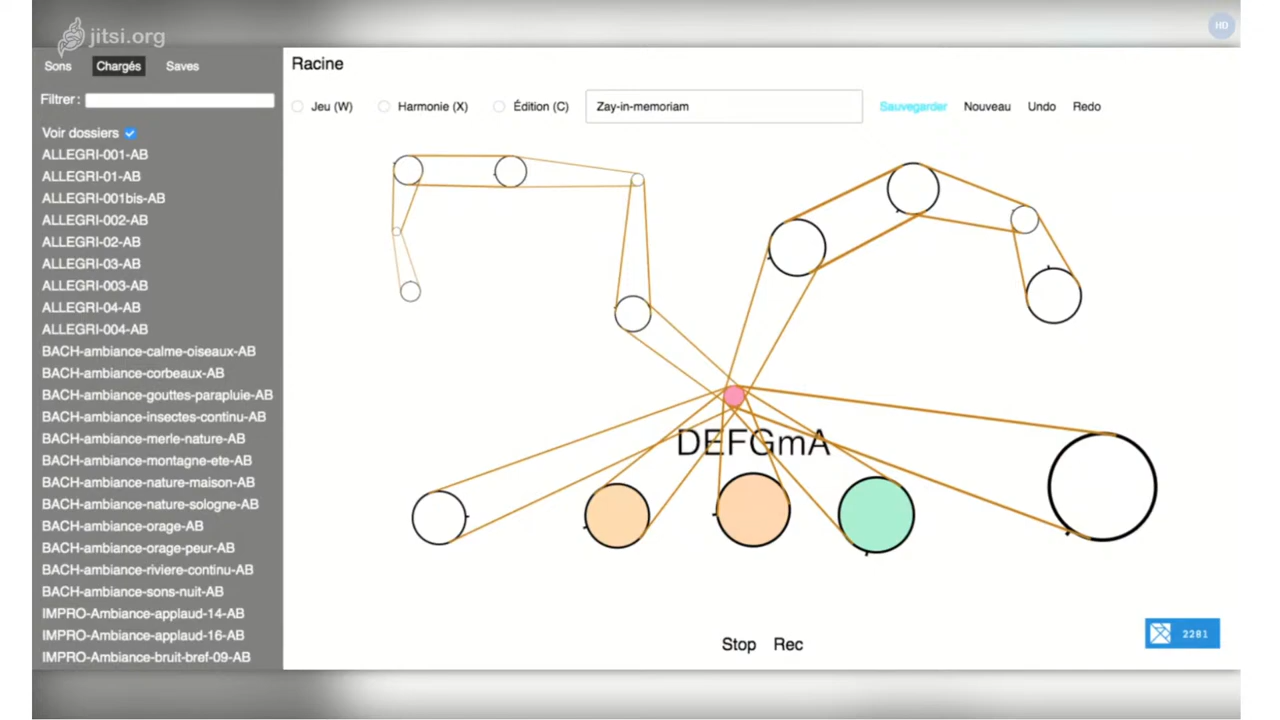 jitsi.org
HD
Sons Chargés Saves
Filtrer :
Voir dossiers
ALLEGRI-001-AB
ALLEGRI-01-AB
ALLEGRI-001bis-AB
ALLEGRI-002-AB
ALLEGRI-02-AB
ALLEGRI-03-AB
ALLEGRI-003-AB
ALLEGRI-04-AB
ALLEGRI-004-AB
BACH-ambiance-calme-oiseaux-AB
BACH-ambiance-corbeaux-AB
BACH-ambiance-gouttes-parapluie-AB
BACH-ambiance-insectes-continu-AB
BACH-ambiance-merle-nature-AB
BACH-ambiance-montagne-ete-AB
BACH-ambiance-nature-maison-AB
BACH-ambiance-nature-sologne-AB
BACH-ambiance-orage-AB
BACH-ambiance-orage-peur-AB
BACH-ambiance-riviere-continu-AB
BACH-ambiance-sons-nuit-AB
IMPRO-Ambiance-applaud-14-AB
IMPRO-Ambiance-applaud-16-AB
IMPRO-Ambiance-bruit-bref-09-AB
Racine
Jeu (W) Harmonie (X) Édition (C) Zay-in-memoriam Sauvegarder Nouveau Undo Redo
DEFGmA
Stop Rec
2281